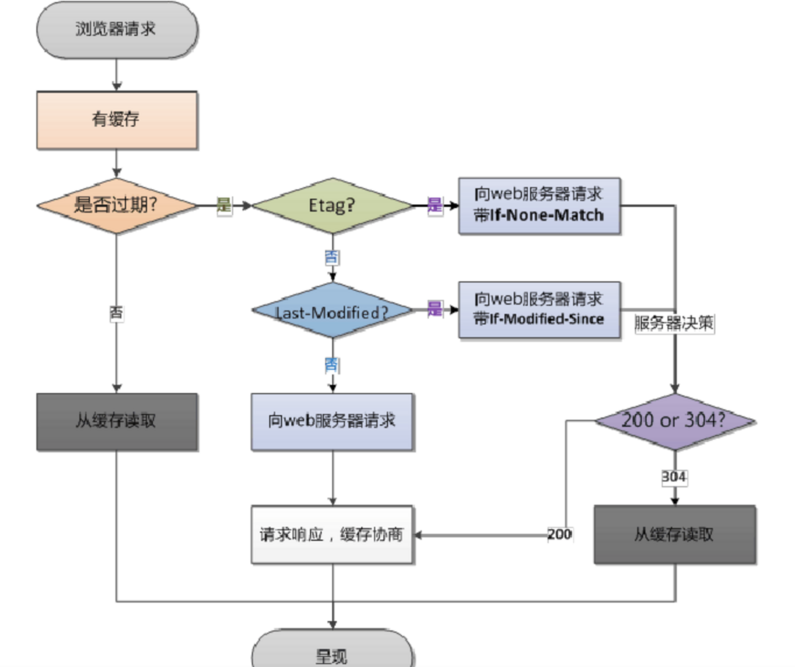 浏览器请求
有缓存
是否过期?
是
Etag?
是
向web服务器请求
带If-None-Match
否
否
Last-Modified?
是
向web服务器请求
带If-Modified-Since
服务器决策
否
从缓存读取
向web服务器请求
200 or 304?
304
请求响应，缓存协商
200
从缓存读取
呈现